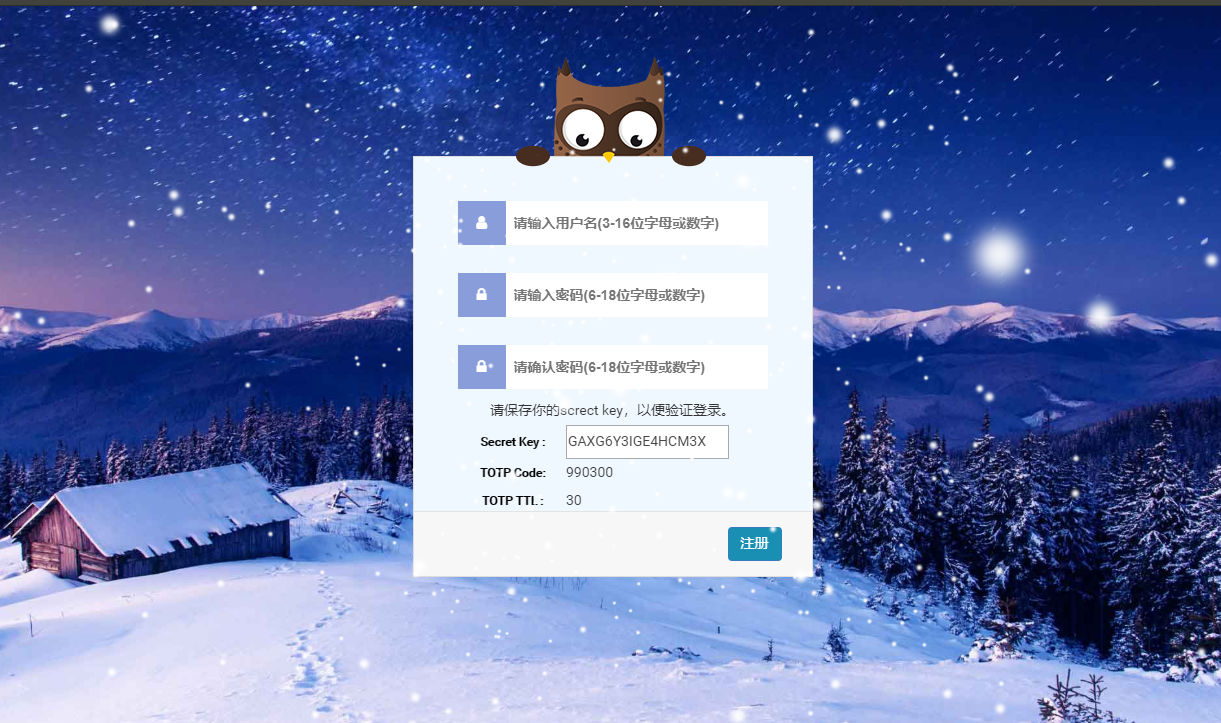 请输入用户名(3-16位字母或数字)
请输入密码(6-18位字母或数字)
请确认密码(6-18位字母或数字)
请保存你的screct key，以便验证登录。
Secret Key : GAXG6Y3IGE4HCM3X
TOTP Code: 990300
TOTP TTL : 30
注册